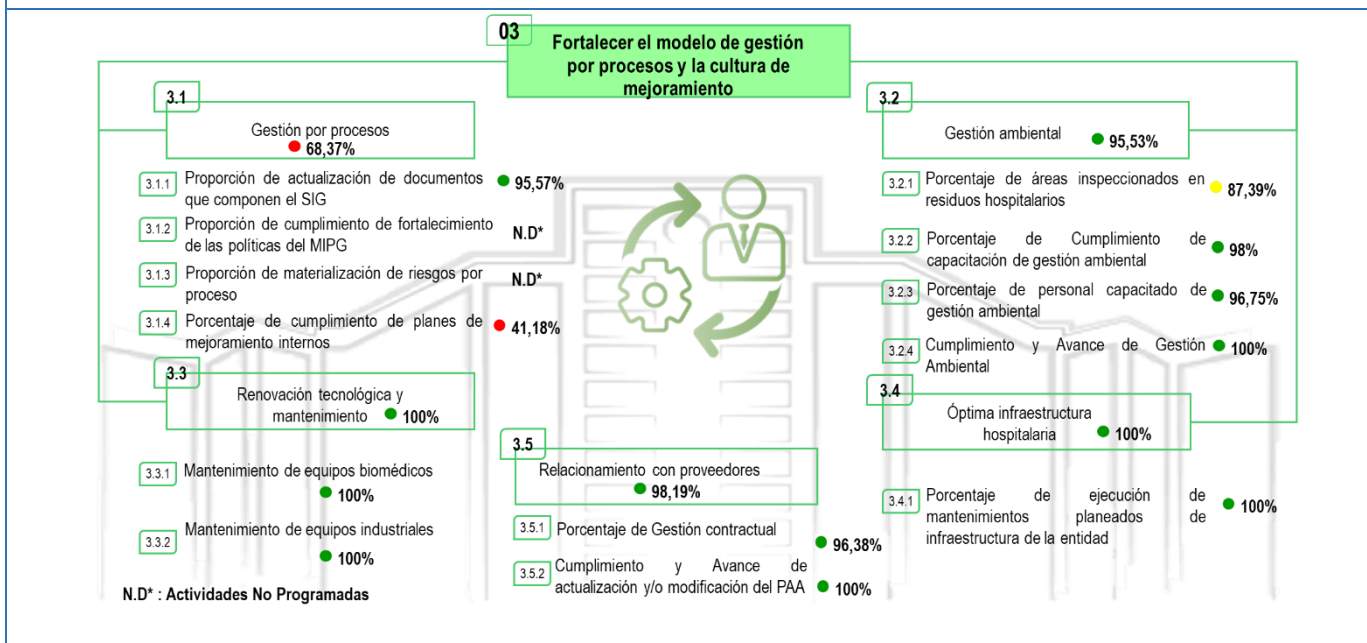 03
Fortalecer el modelo de gestión
por procesos y la cultura de
mejoramiento
3.1
Gestión por procesos
68,37%
3.1.1 Proporción de actualización de documentos
que componen el SIG
95,57%
3.1.2 Proporción de cumplimiento de fortalecimiento
de las políticas del MIPG
N.D*
3.1.3 Proporción de materialización de riesgos por
proceso
N.D*
3.1.4 Porcentaje de cumplimiento de planes de
mejoramiento internos
41,18%
3.2
Gestión ambiental
95,53%
3.2.1 Porcentaje de áreas inspeccionados en
residuos hospitalarios
87,39%
3.2.2 Porcentaje de Cumplimiento de
capacitación de gestión ambiental
98%
3.2.3 Porcentaje de personal capacitado de
gestión ambiental
96,75%
3.2.4 Cumplimiento y Avance de Gestión
Ambiental
100%
3.3
Renovación tecnológica y
mantenimiento 100%
3.3.1 Mantenimiento de equipos biomédicos
100%
3.3.2 Mantenimiento de equipos industriales
100%
3.4
Óptima infraestructura
hospitalaria 100%
3.4.1 Porcentaje de ejecución de
mantenimientos planeados de
infraestructura de la entidad
100%
3.5
Relacionamiento con proveedores
98,19%
3.5.1 Porcentaje de Gestión contractual
96,38%
3.5.2 Cumplimiento y Avance de
actualización y/o modificación del PAA
100%
N.D* : Actividades No Programadas